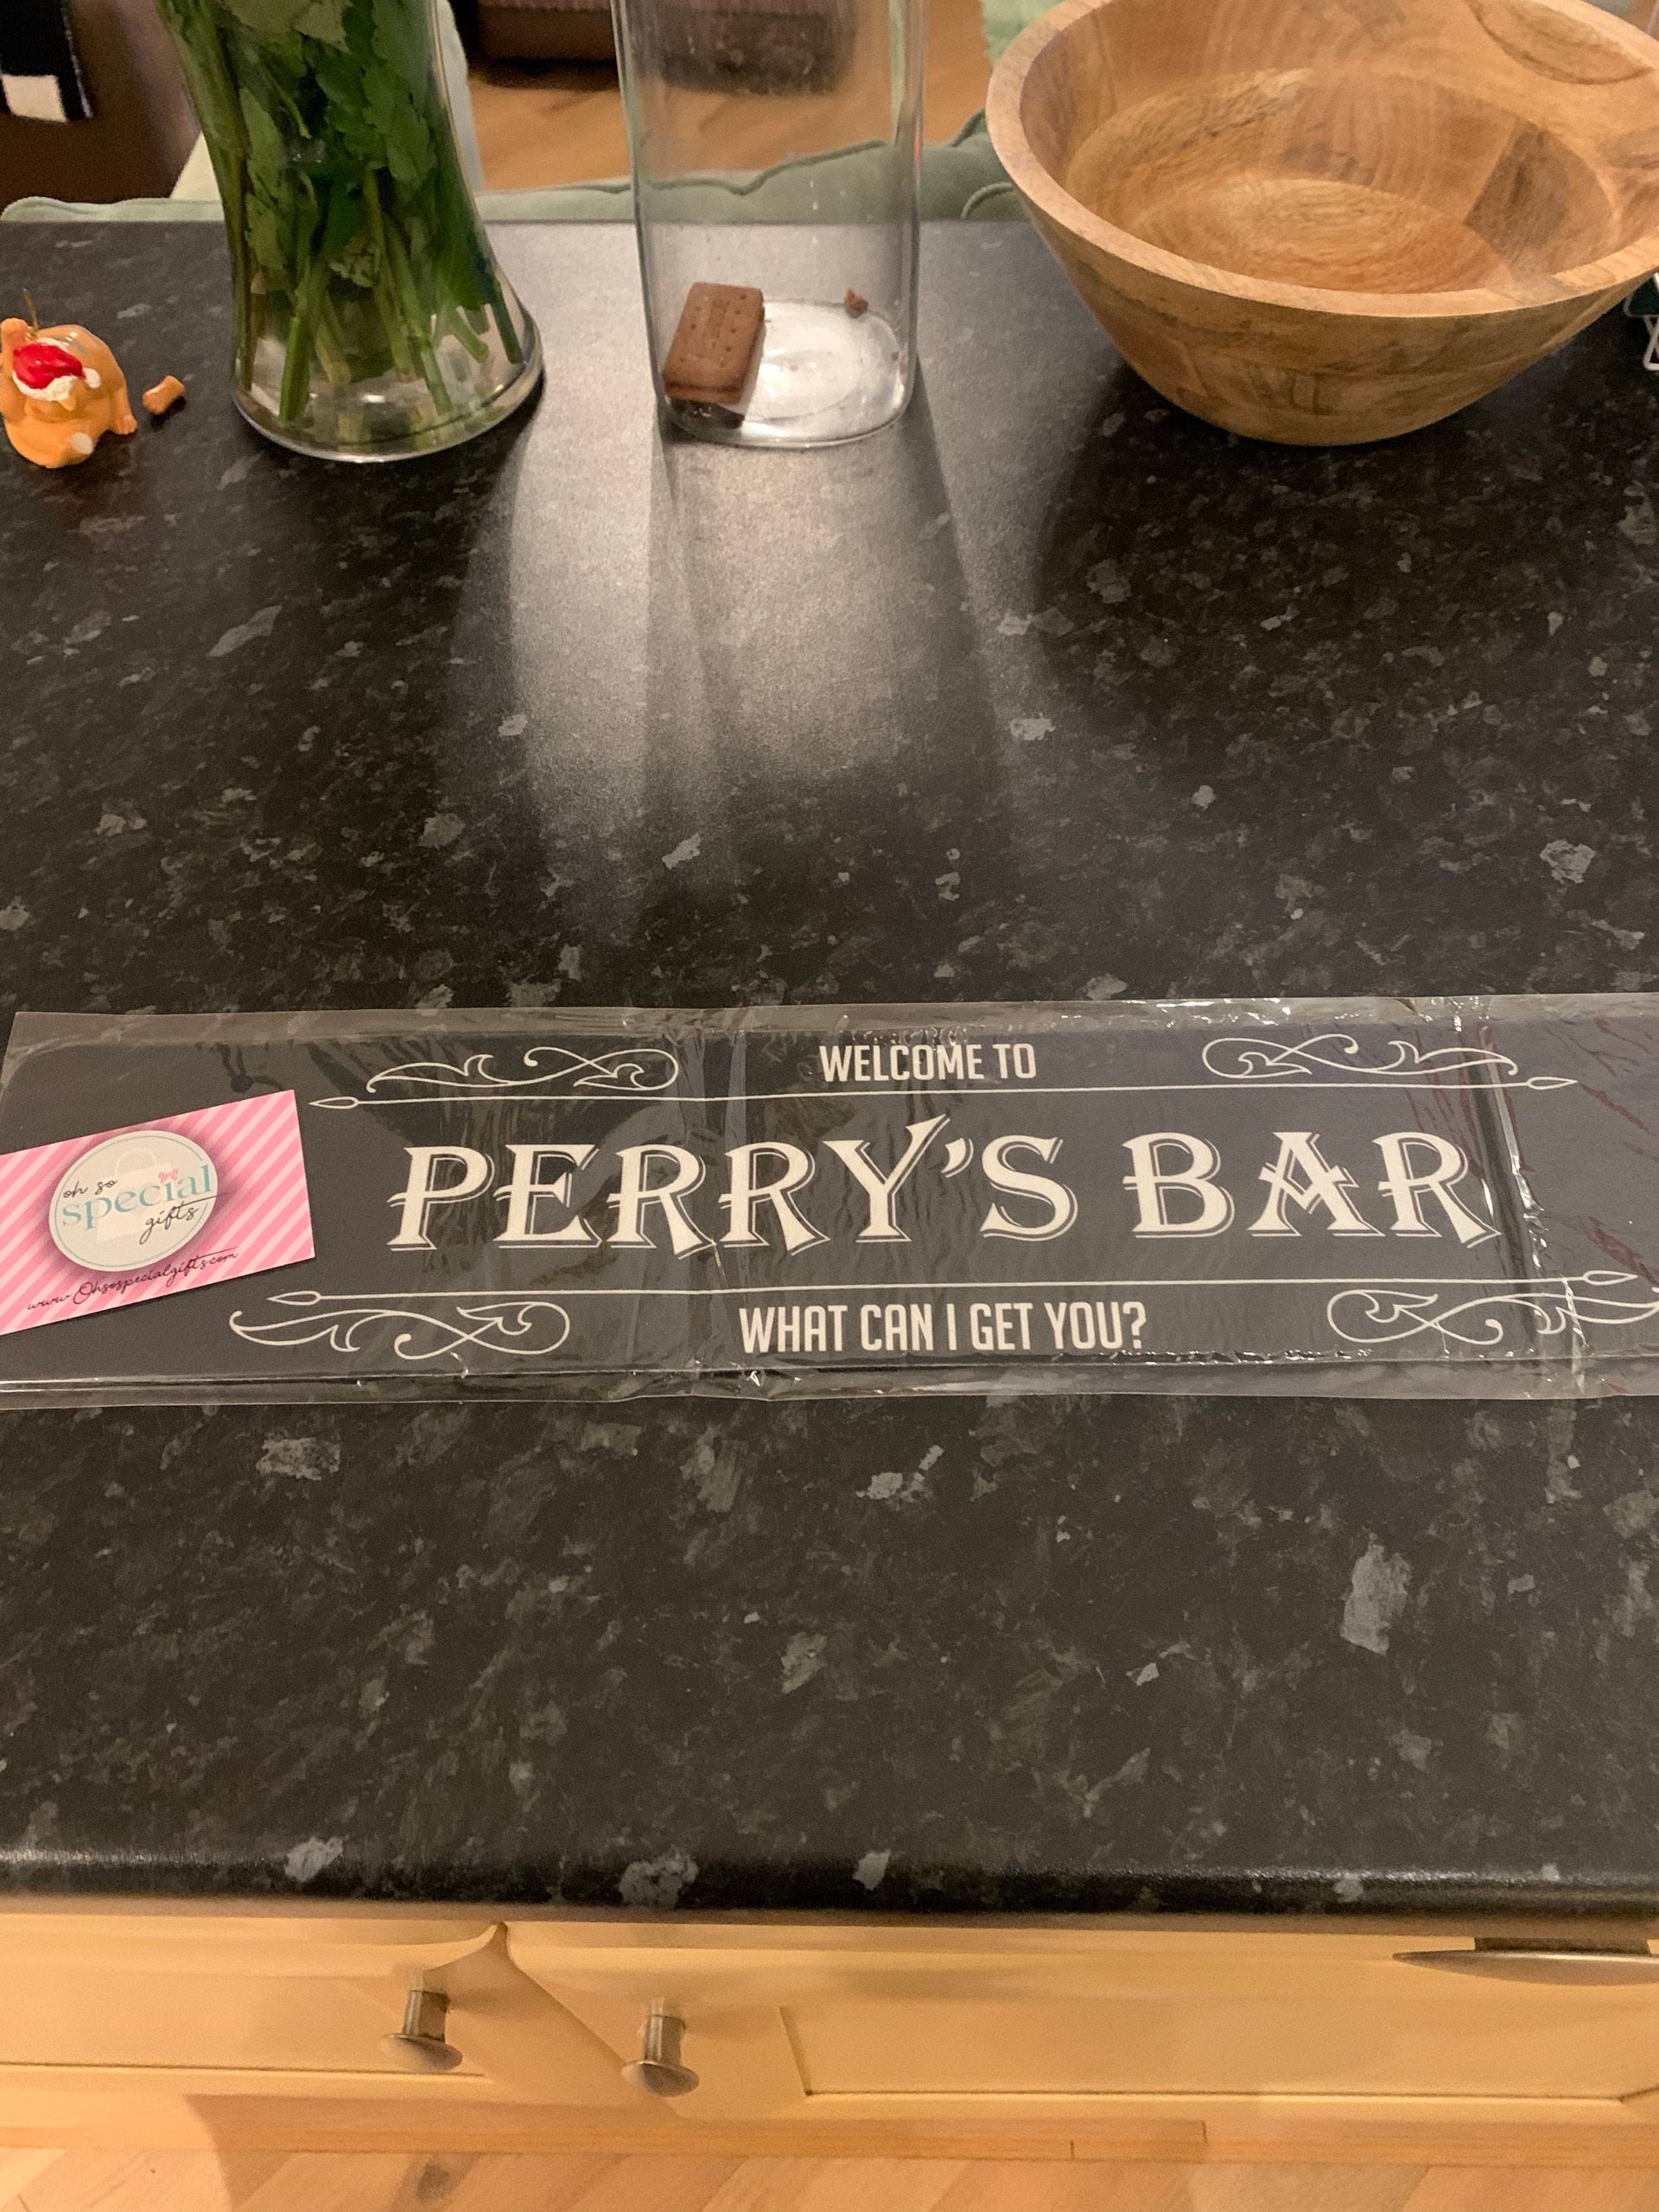 WELCOME TO
PERRY'S BAR
WHAT CAN I GET YOU?
oh so
special
gifts
www.Ohsospecialgifts.com